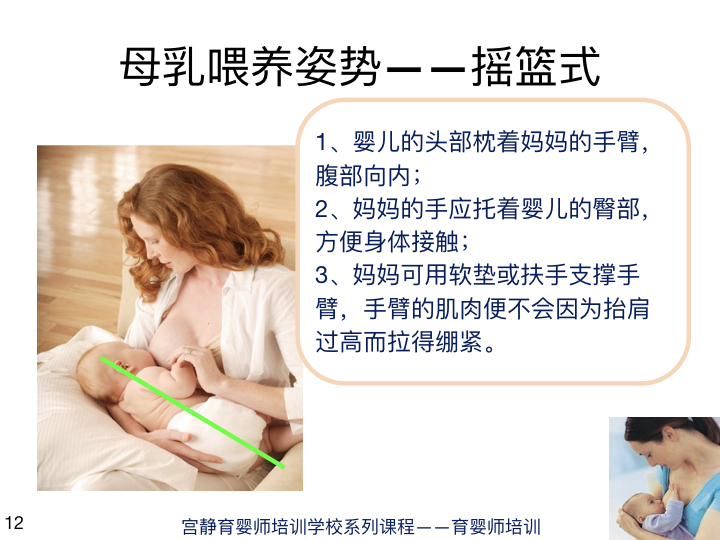 母乳喂养姿势——摇篮式
1、婴儿的头部枕着妈妈的手臂，
腹部向内；
2、妈妈的手应托着婴儿的臀部，
方便身体接触；
3、妈妈可用软垫或扶手支撑手
臂，手臂的肌肉便不会因为抬肩
过高而拉得绷紧。
12
宫静育婴师培训学校系列课程——育婴师培训